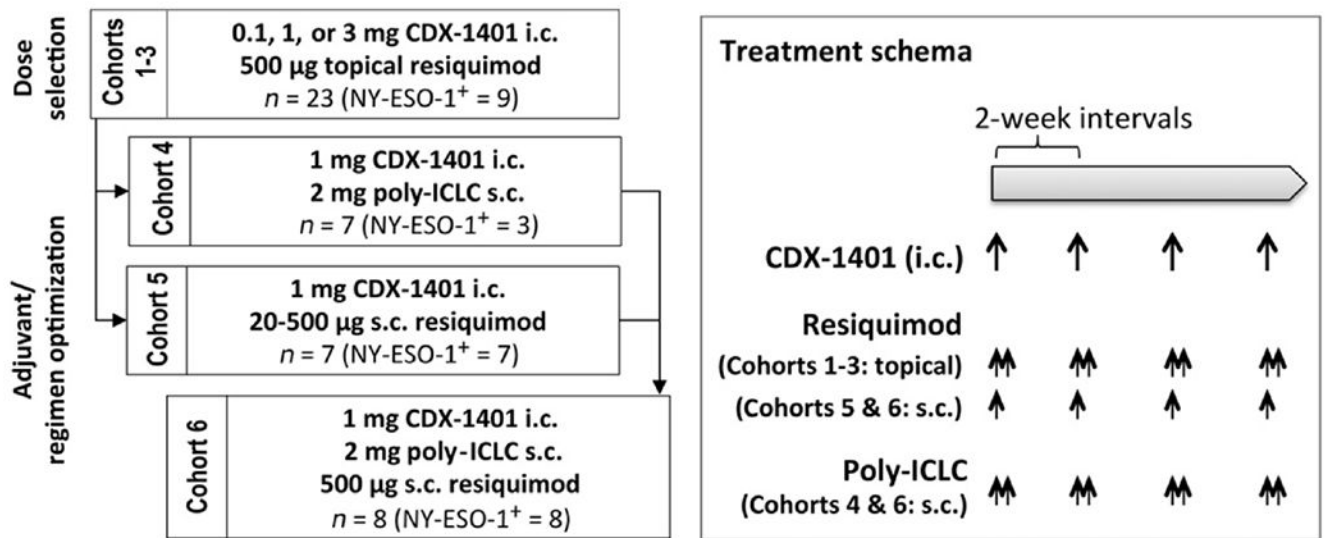 Dose
selection
Cohorts
1-3
0.1, 1, or 3 mg CDX-1401 i.c.
500 µg topical resiquimod
n = 23 (NY-ESO-1+ = 9)
Adjuvant/
regimen optimization
Cohort 4
1 mg CDX-1401 i.c.
2 mg poly-ICLC s.c.
n = 7 (NY-ESO-1+ = 3)
Cohort 5
1 mg CDX-1401 i.c.
20-500 µg s.c. resiquimod
n = 7 (NY-ESO-1+ = 7)
Cohort 6
1 mg CDX-1401 i.c.
2 mg poly-ICLC s.c.
500 µg s.c. resiquimod
n = 8 (NY-ESO-1+ = 8)
Treatment schema
2-week intervals
CDX-1401 (i.c.)
Resiquimod
(Cohorts 1-3: topical)
(Cohorts 5 & 6: s.c.)
Poly-ICLC
(Cohorts 4 & 6: s.c.)